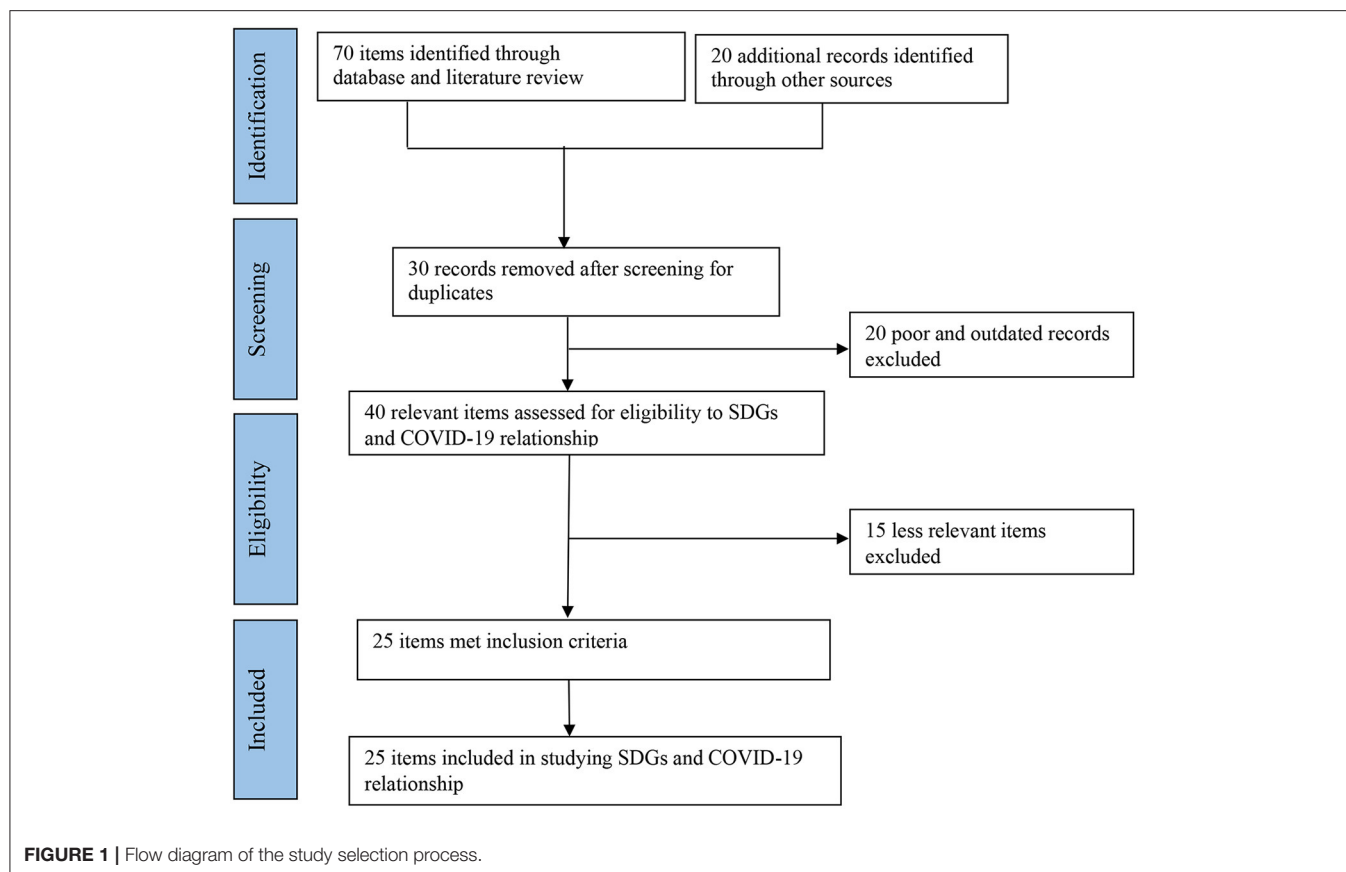 Identification
70 items identified through
database and literature review
20 additional records identified
through other sources
Screening
30 records removed after screening for
duplicates
20 poor and outdated records
excluded
Eligibility
40 relevant items assessed for eligibility to SDGs
and COVID-19 relationship
15 less relevant items
excluded
Included
25 items met inclusion criteria
25 items included in studying SDGs and COVID-19
relationship
FIGURE 1 | Flow diagram of the study selection process.